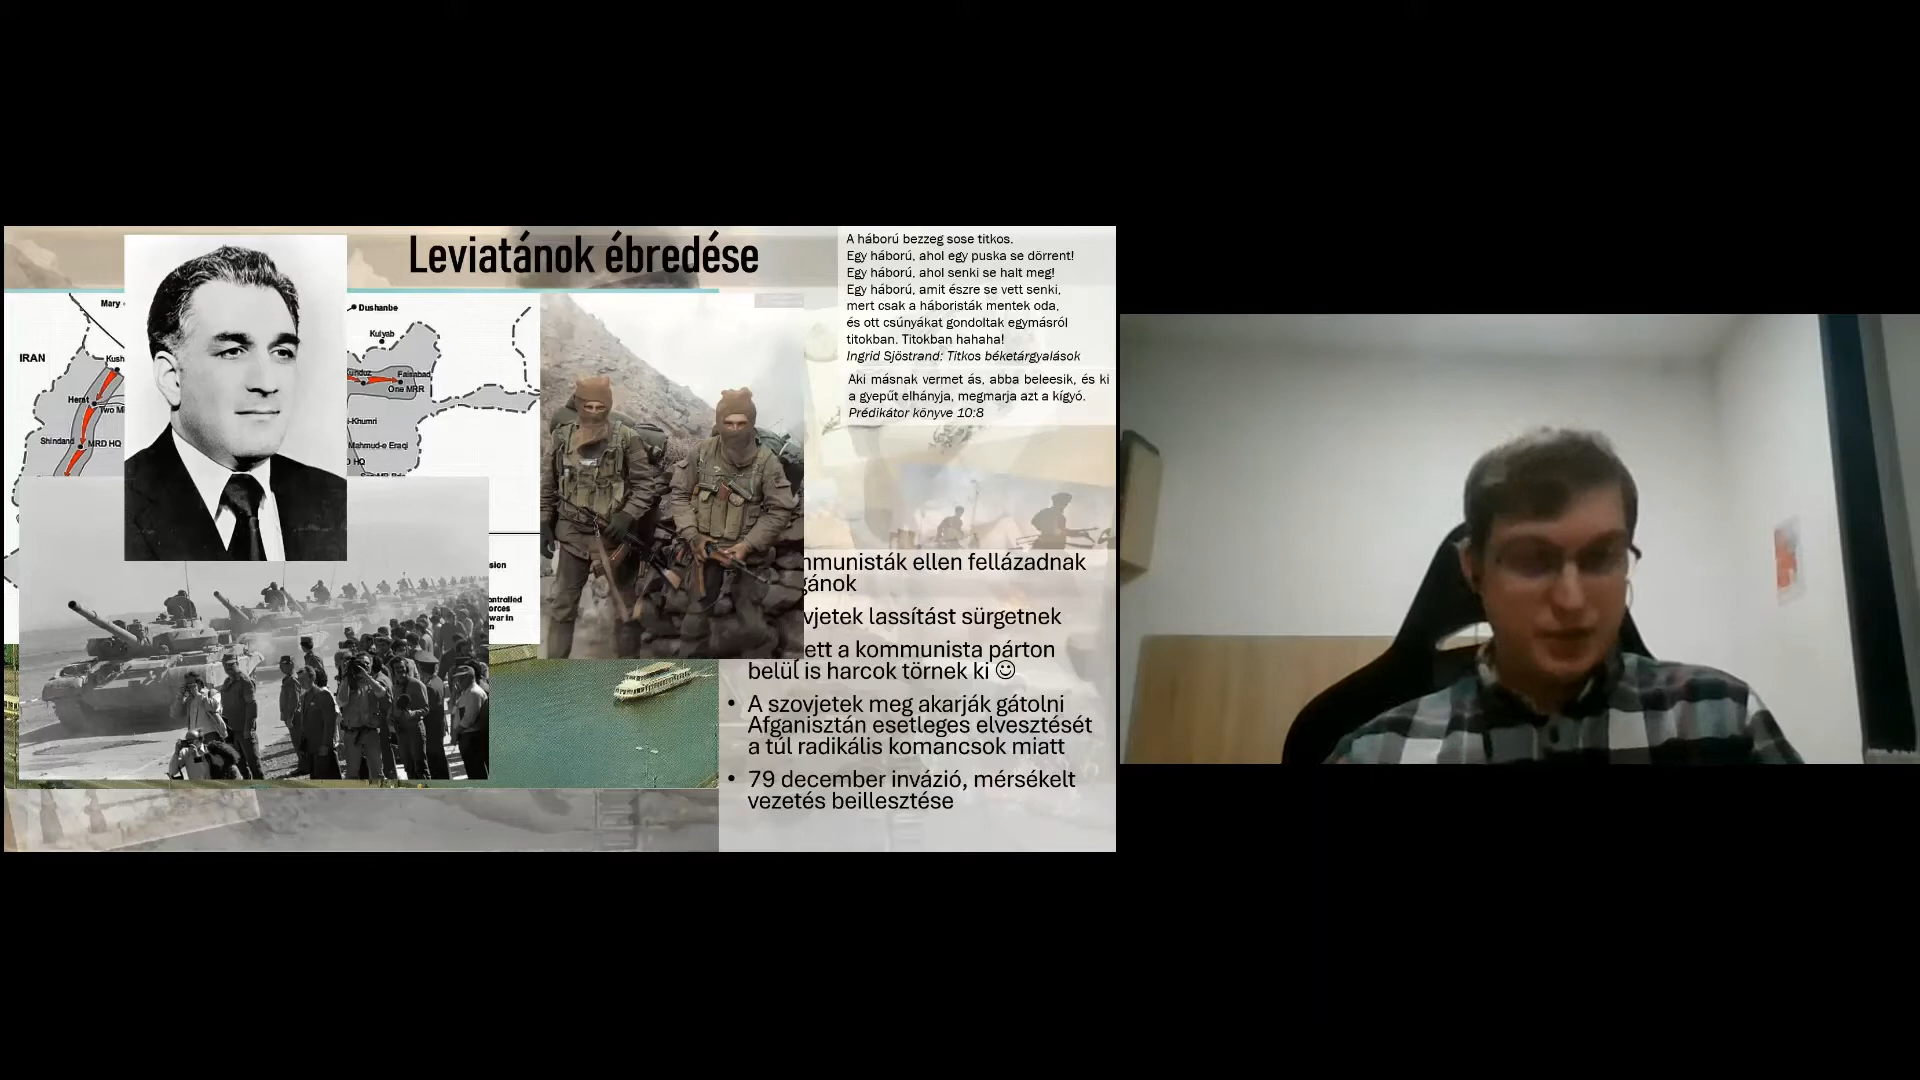 Leviatánok ébredése
A háború bezzeg sose titkos.
Egy háború, ahol egy puska se dörrent!
Egy háború, ahol senki se halt meg!
Egy háború, amit észre se vett senki,
mert csak a háboristák mentek oda,
és ott csúnyákat gondoltak egymásról
titokban. Titokban hahaha!
Ingrid Sjöstrand: Titkos béketárgyalások
Aki másnak vermet ás, abba beleesik, és ki
a gyepűt elhányja, megmarja azt a kígyó.
Prédikátor könyve 10:8
Mary
Dushanbe
Kulyab
IRAN
Kush
Kunduz
Faisabad
One MRR
Herat
Two M
i-Khumri
Shindand
MRD HQ
Mahmud-e Eraqi
D HQ
sion
ontrolled
orces
war in
n
mmunisták ellen fellázadnak
gánok
vjetek lassítást sürgetnek
ett a kommunista párton
belül is harcok törnek ki ☺
• A szovjetek meg akarják gátolni
Afganisztán esetleges elvesztését
a túl radikális komancsok miatt
• 79 december invázió, mérsékelt
vezetés beillesztése